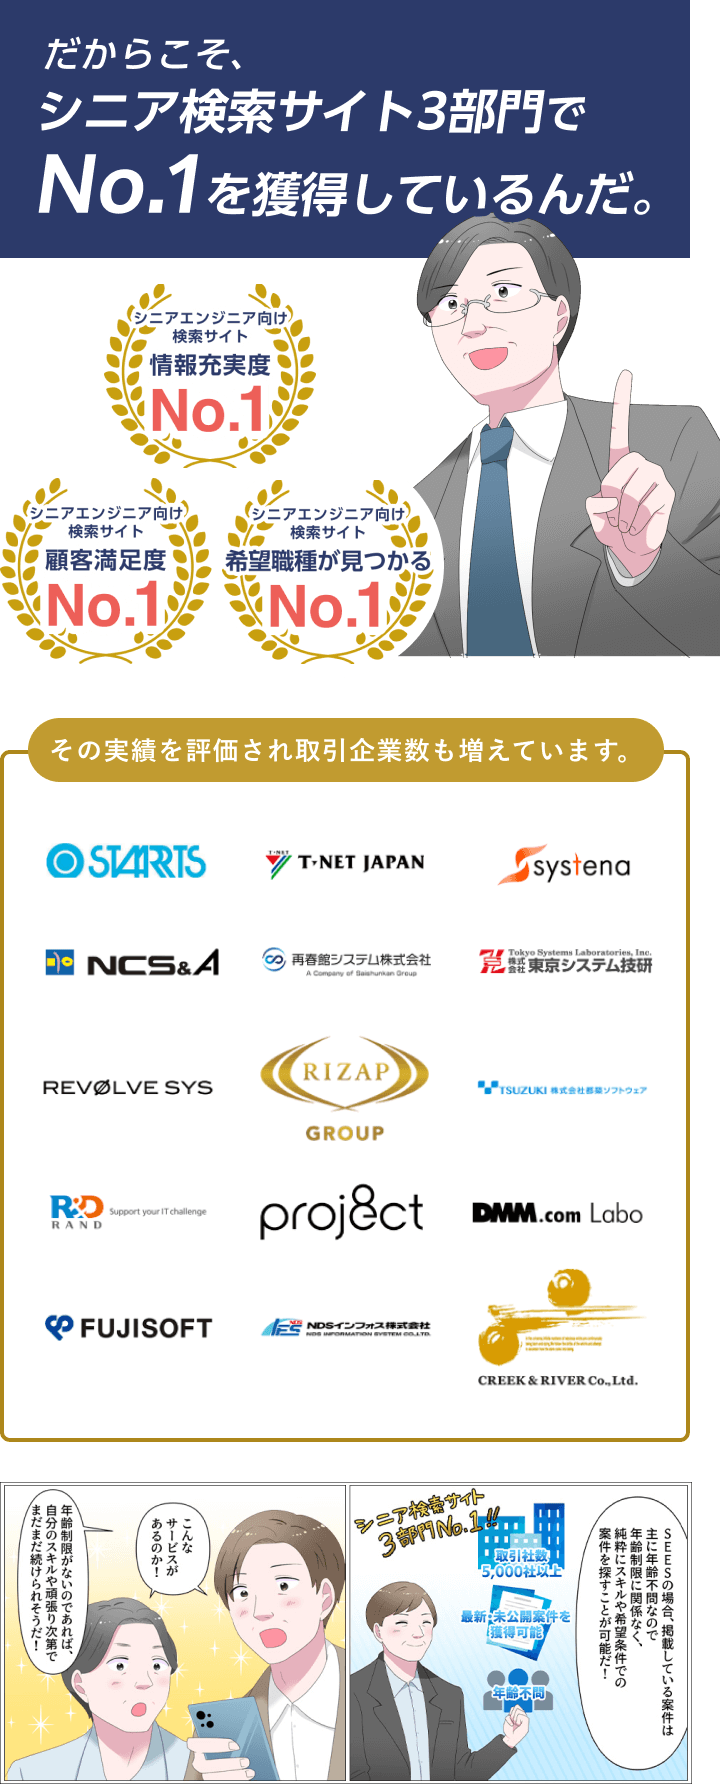 だからこそ、
シニア検索サイト3部門で
No.1を獲得しているんだ。
シニアエンジニア向け
検索サイト
情報充実度
No.1
シニアエンジニア向け
検索サイト
顧客満足度
No.1
シニアエンジニア向け
検索サイト
希望職種が見つかる
No.1
その実績を評価され取引企業数も増えています。
STARTS
T-NET
T・NET JAPAN
systena
NCS&A
再春館システム株式会社
A Company of Saishunkan Group
Tokyo Systems Laboratories, Inc.
株式会社 東京システム技研
REVØLVE SYS
RIZAP
GROUP
TSUZUKI 株式会社都築ソフトウェア
R&D
RAND
Support your IT challenge
project
DMM.com Labo
FUJISOFT
NDS
NDSインフォス株式会社
NDS INFORMATION SYSTEM CO.,LTD.
CREEK & RIVER Co., Ltd.
シニア検索サイト
3部門No.1!!
取引社数
5,000社以上
最新・未公開案件を
獲得可能
年齢不問
SEESの場合、掲載している案件は
主に年齢不問なので
年齢制限に関係なく、
純粋にスキルや希望条件での
案件を探すことが可能だ！
こんな
サービスが
あるのか！
年齢制限がないのであれば、
自分のスキルや頑張り次第で
まだまだ続けられそうだ！